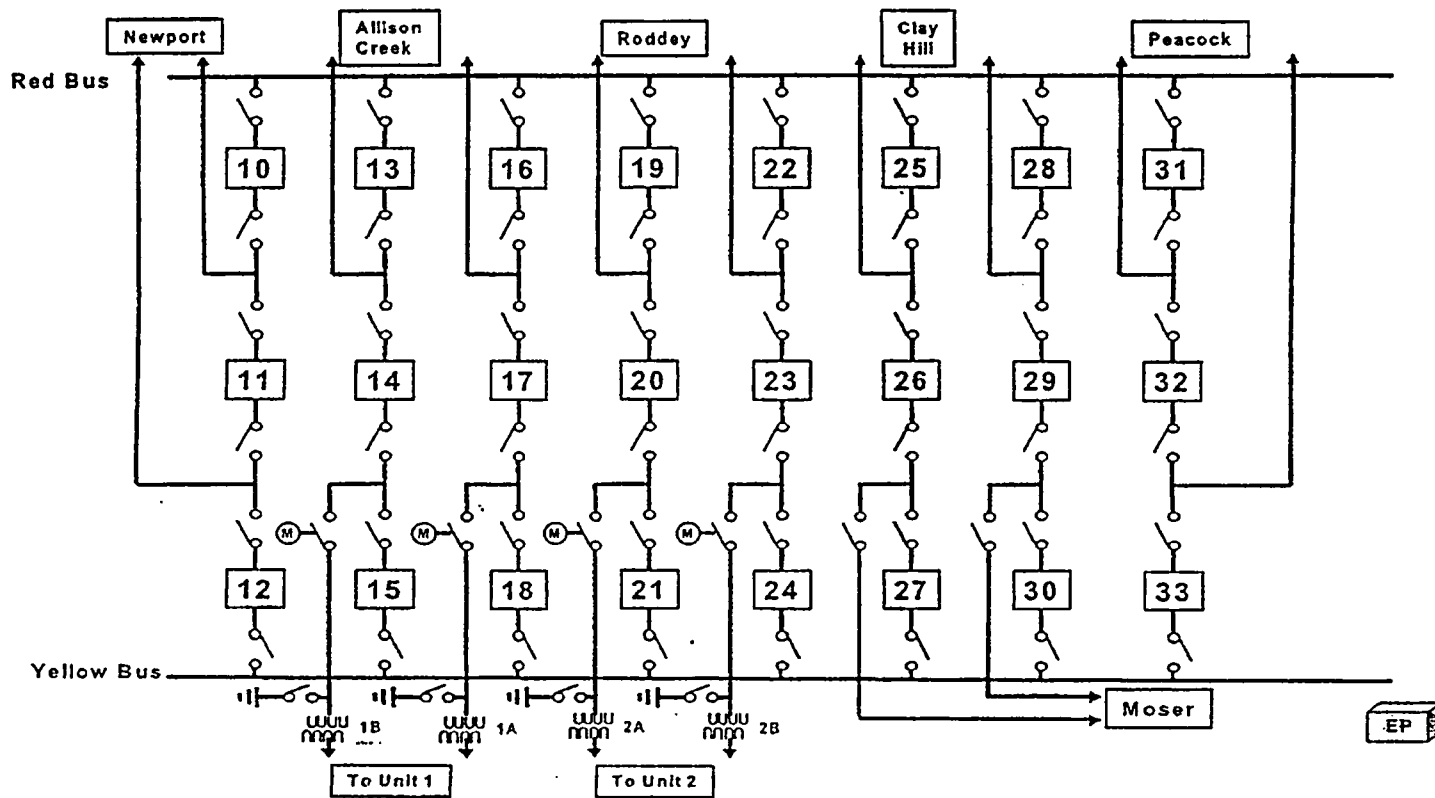 Newport
Allison
Creek
Roddey
Clay
Hill
Peacock
Red Bus
10 13 16 19 22 25 28 31
11 14 17 20 23 26 29 32
M M M M
12 15 18 21 24 27 30 33
Yellow Bus
1B 1A 2A 2B
Moser
EP
To Unit 1
To Unit 2